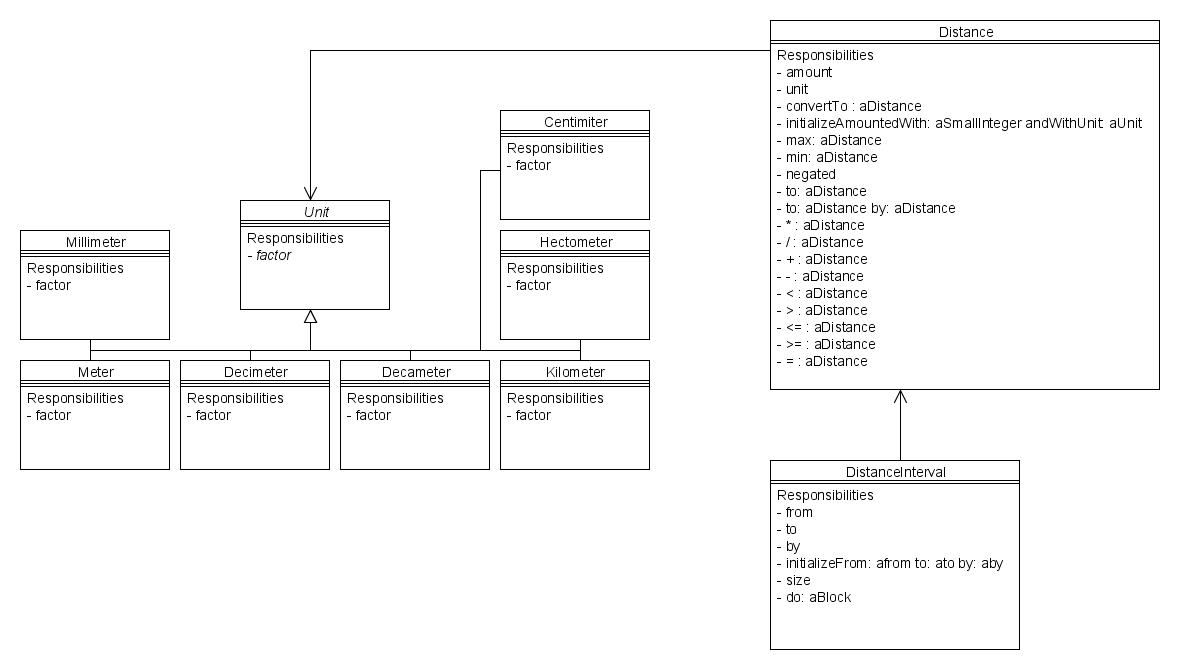 Distance
Responsibilities
- amount
- unit
- convertTo : aDistance
- initializeAmountedWith: aSmallInteger andWithUnit: aUnit
- max: aDistance
- min: aDistance
- negated
- to: aDistance
- to: aDistance by: aDistance
- * : aDistance
- / : aDistance
- + : aDistance
- - : aDistance
- < : aDistance
- > : aDistance
- <= : aDistance
- >= : aDistance
- = : aDistance
Centimiter
Responsibilities
- factor
Unit
Responsibilities
- factor
Millimeter
Responsibilities
- factor
Hectometer
Responsibilities
- factor
Meter
Responsibilities
- factor
Decimeter
Responsibilities
- factor
Decameter
Responsibilities
- factor
Kilometer
Responsibilities
- factor
DistanceInterval
Responsibilities
- from
- to
- by
- initializeFrom: afrom to: ato by: aby
- size
- do: aBlock